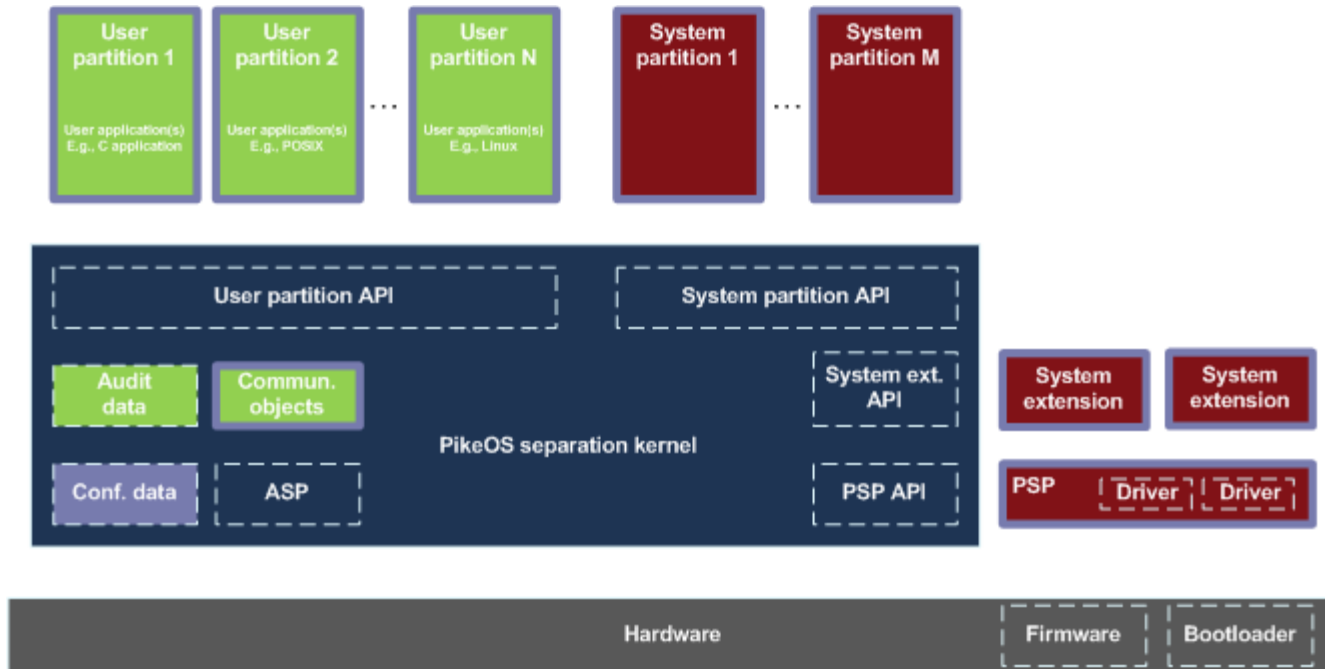 User
partition 1
User application(s)
E.g., C application
User
partition 2
User application(s)
E.g., POSIX
...
User
partition N
User application(s)
E.g., Linux
System
partition 1
...
System
partition M
User partition API
System partition API
Audit
data
Commun.
objects
System ext.
API
System
extension
System
extension
PikeOS separation kernel
Conf. data
ASP
PSP API
PSP
Driver
Driver
Hardware
Firmware
Bootloader